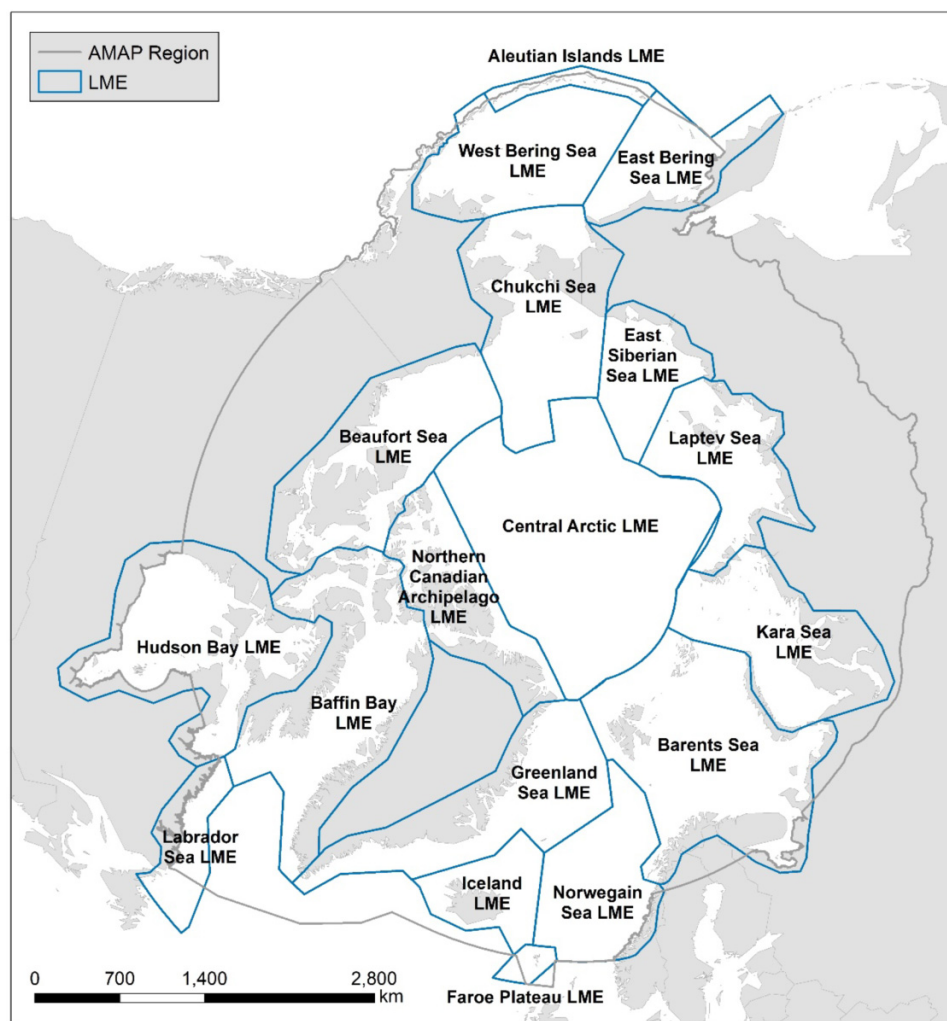 AMAP Region
LME
Aleutian Islands LME
West Bering Sea
LME
East Bering
Sea LME
Chukchi Sea
LME
East
Siberian
Sea LME
Beaufort Sea
LME
Laptev Sea
LME
Central Arctic LME
Northern
Canadian
Archipelago
LME
Hudson Bay LME
Kara Sea
LME
Baffin Bay
LME
Barents Sea
LME
Greenland
Sea LME
Labrador
Sea LME
Iceland
LME
Norwegain
Sea LME
0 700 1,400 2,800
km
Faroe Plateau LME